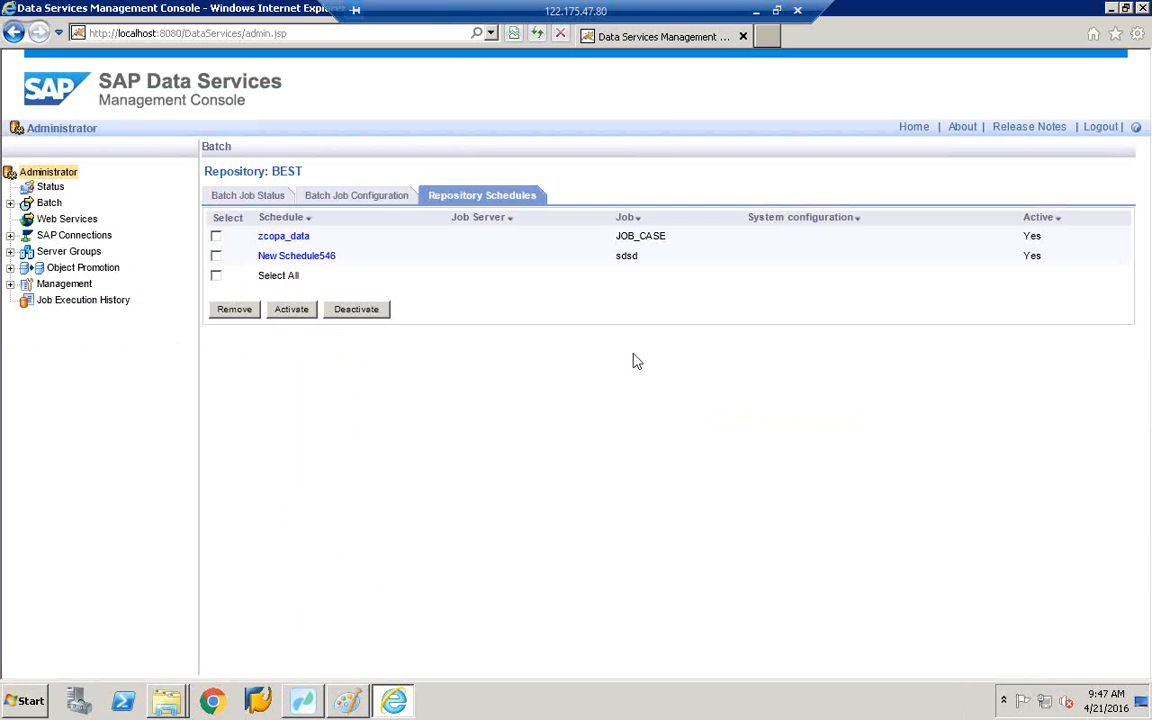 Data Services Management Console - Windows Internet Expl
122.175.47.80
http://localhost:8080/DataServices/admin.jsp
Data Services Management ...
SAP
SAP Data Services
Management Console
Administrator
Home | About | Release Notes | Logout |
Administrator
Status
Batch
Web Services
SAP Connections
Server Groups
Object Promotion
Management
Job Execution History
Batch
Repository: BEST
Batch Job Status
Batch Job Configuration
Repository Schedules
Select Schedule Job Server Job System configuration Active
zcopa_data JOB_CASE Yes
New Schedule546 sdsd Yes
Select All
Remove Activate Deactivate
Start
9:47 AM
4/21/2016